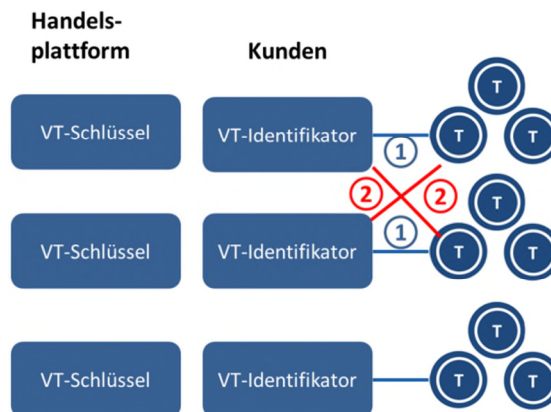 Handels-
plattform
Kunden
T
VT-Schlüssel
VT-Identifikator
1
T
T
2
2
T
VT-Schlüssel
VT-Identifikator
1
T
T
T
VT-Schlüssel
VT-Identifikator
T
T